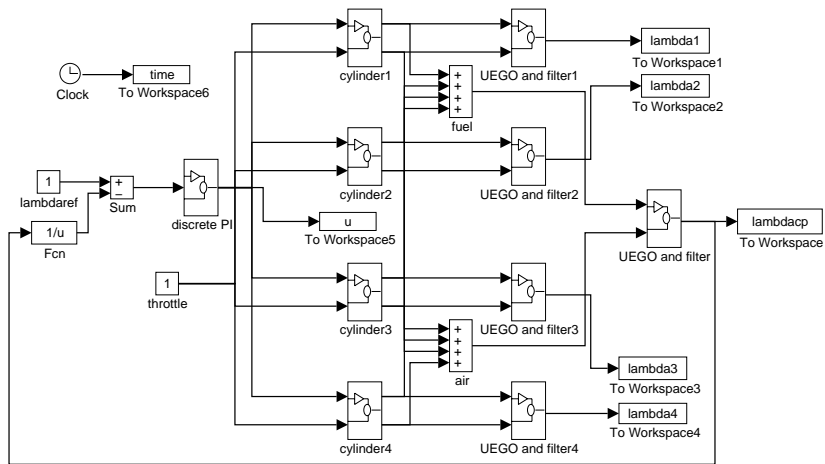 cylinder1
UEGO and filter1
lambda1
To Workspace1
time
To Workspace6
Clock
+
+
+
+
fuel
lambda2
To Workspace2
cylinder2
UEGO and filter2
1
lambdaref
+
−
Sum
discrete PI
u
To Workspace5
1/u
Fcn
UEGO and filter
lambdacp
To Workspace
1
throttle
cylinder3
UEGO and filter3
+
+
+
+
air
lambda3
To Workspace3
cylinder4
UEGO and filter4
lambda4
To Workspace4